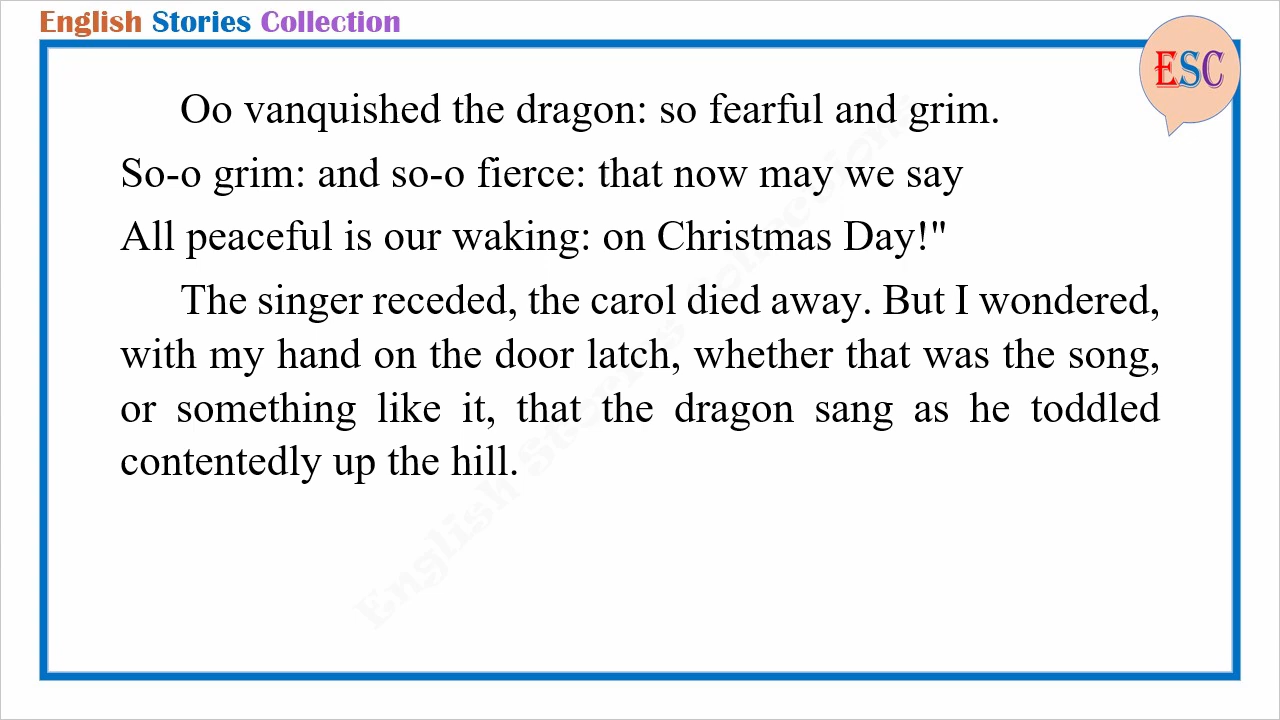 English Stories Collection
ESC
Oo vanquished the dragon: so fearful and grim.
So-o grim: and so-o fierce: that now may we say
All peaceful is our waking: on Christmas Day!"
The singer receded, the carol died away. But I wondered,
with my hand on the door latch, whether that was the song,
or something like it, that the dragon sang as he toddled
contentedly up the hill.